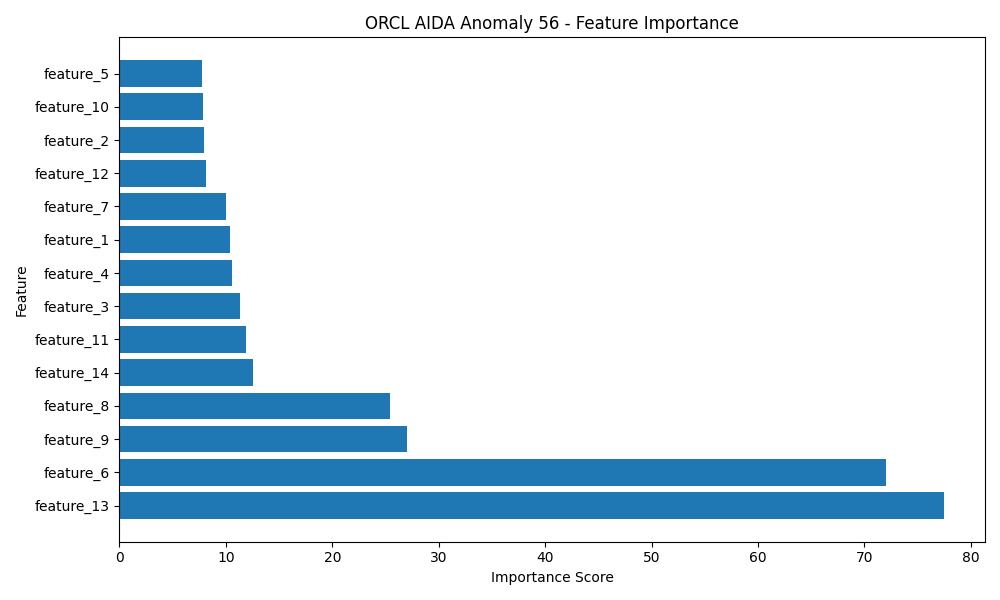 ORCL AIDA Anomaly 56 - Feature Importance
Feature
feature_5
feature_10
feature_2
feature_12
feature_7
feature_1
feature_4
feature_3
feature_11
feature_14
feature_8
feature_9
feature_6
feature_13
0 10 20 30 40 50 60 70 80
Importance Score